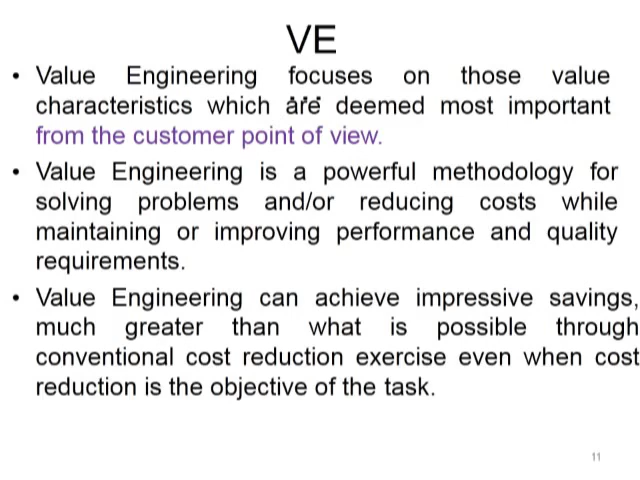 VE
• Value Engineering focuses on those value
characteristics which are deemed most important
from the customer point of view.
• Value Engineering is a powerful methodology for
solving problems and/or reducing costs while
maintaining or improving performance and quality
requirements.
• Value Engineering can achieve impressive savings,
much greater than what is possible through
conventional cost reduction exercise even when cost
reduction is the objective of the task.
11